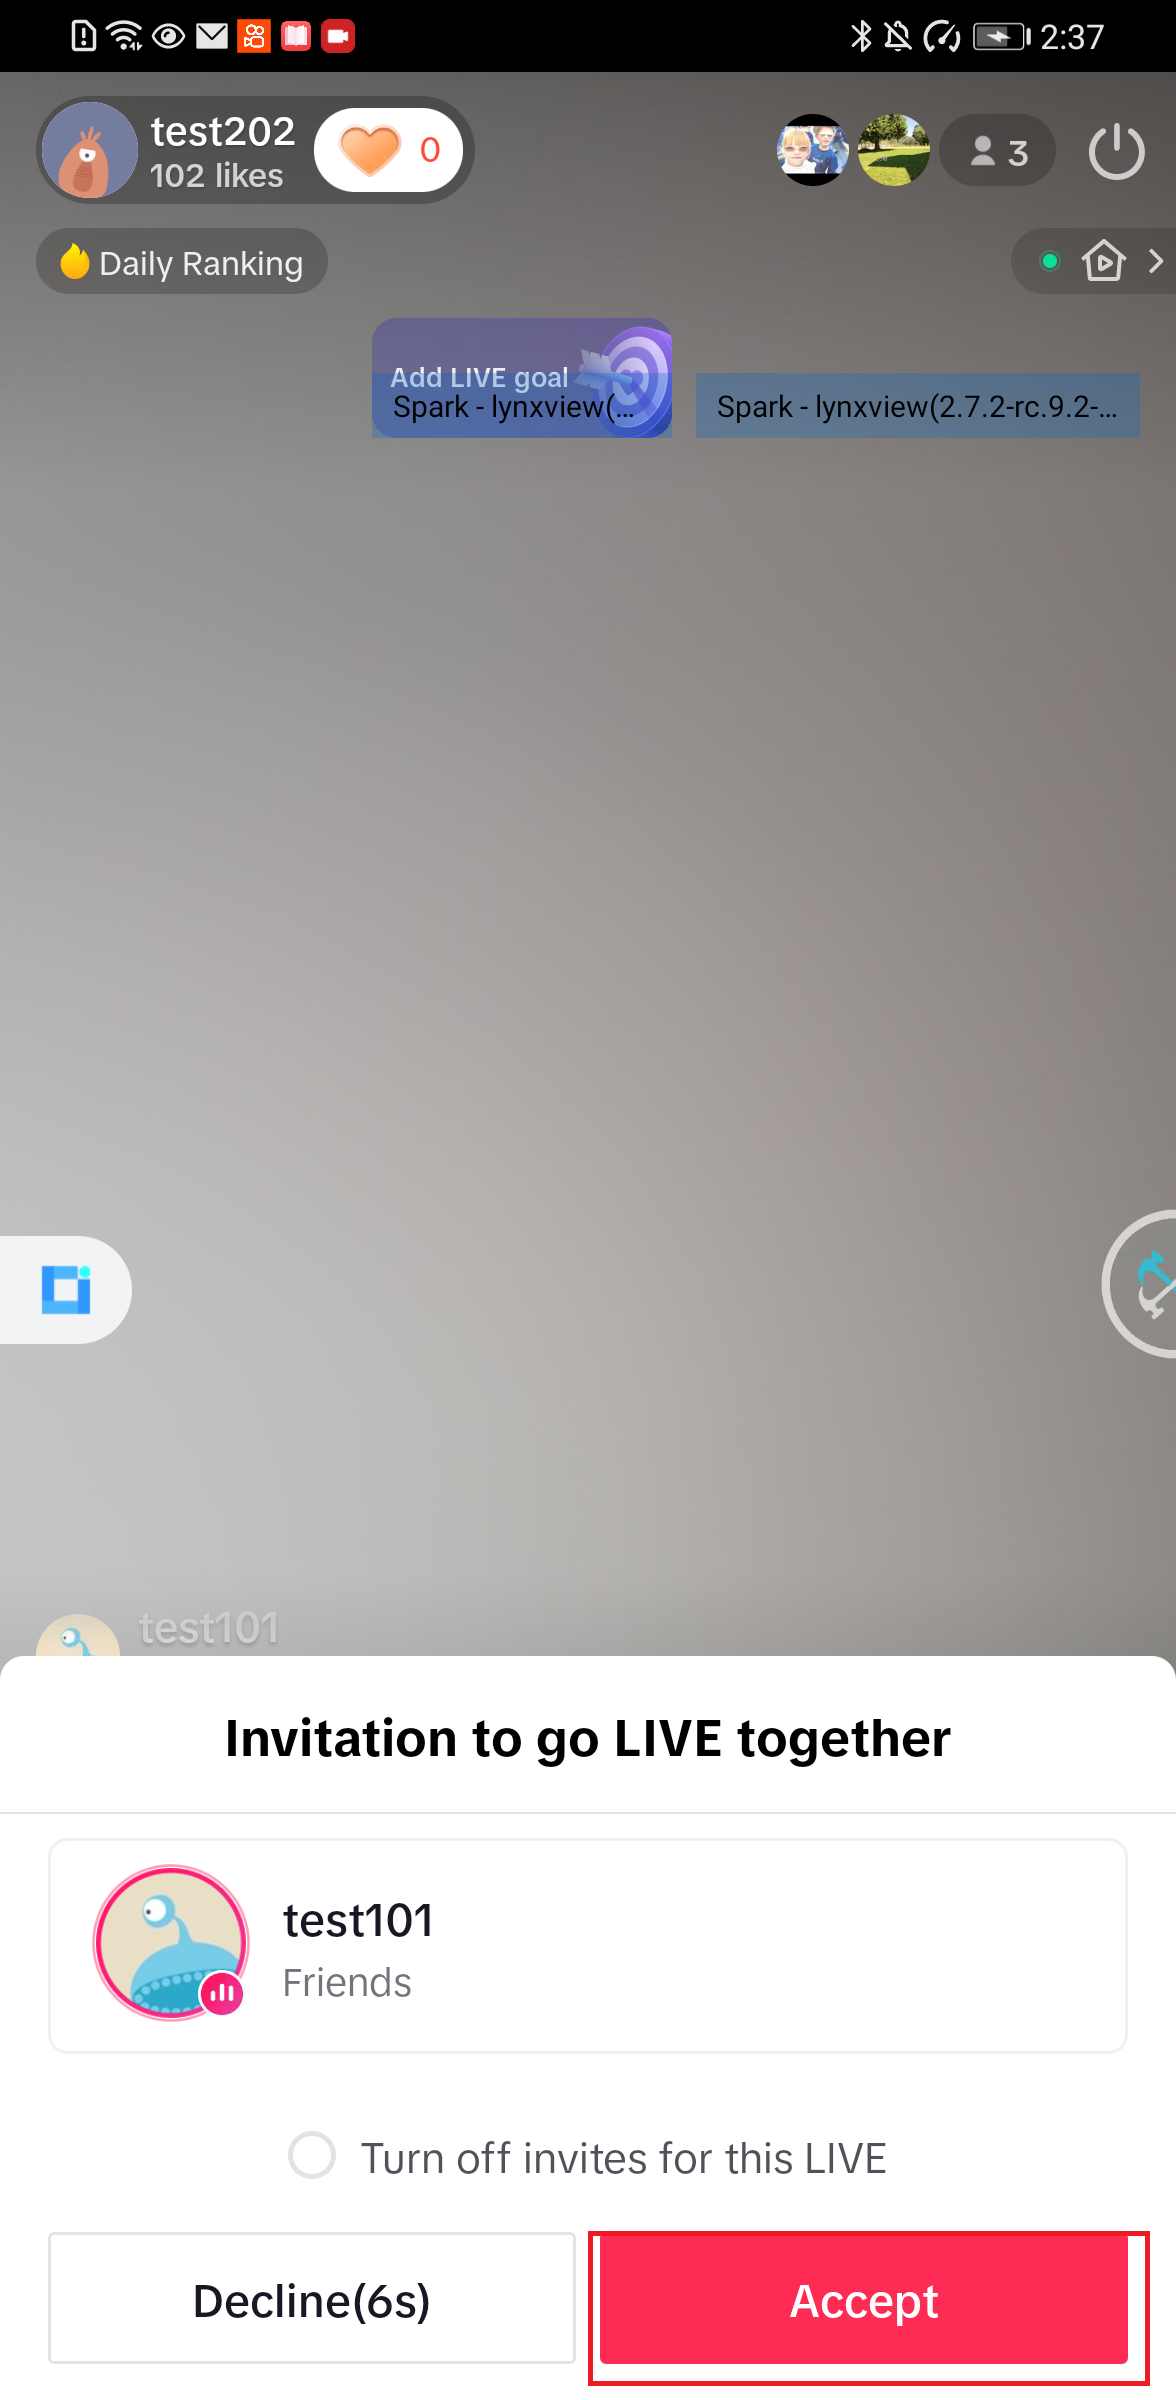 2:37
test202
102 likes
0
3
Daily Ranking
Add LIVE goal
Spark - lynxview(...
Spark - lynxview(2.7.2-rc.9.2-...
test101
Invitation to go LIVE together
test101
Friends
Turn off invites for this LIVE
Decline(6s)
Accept